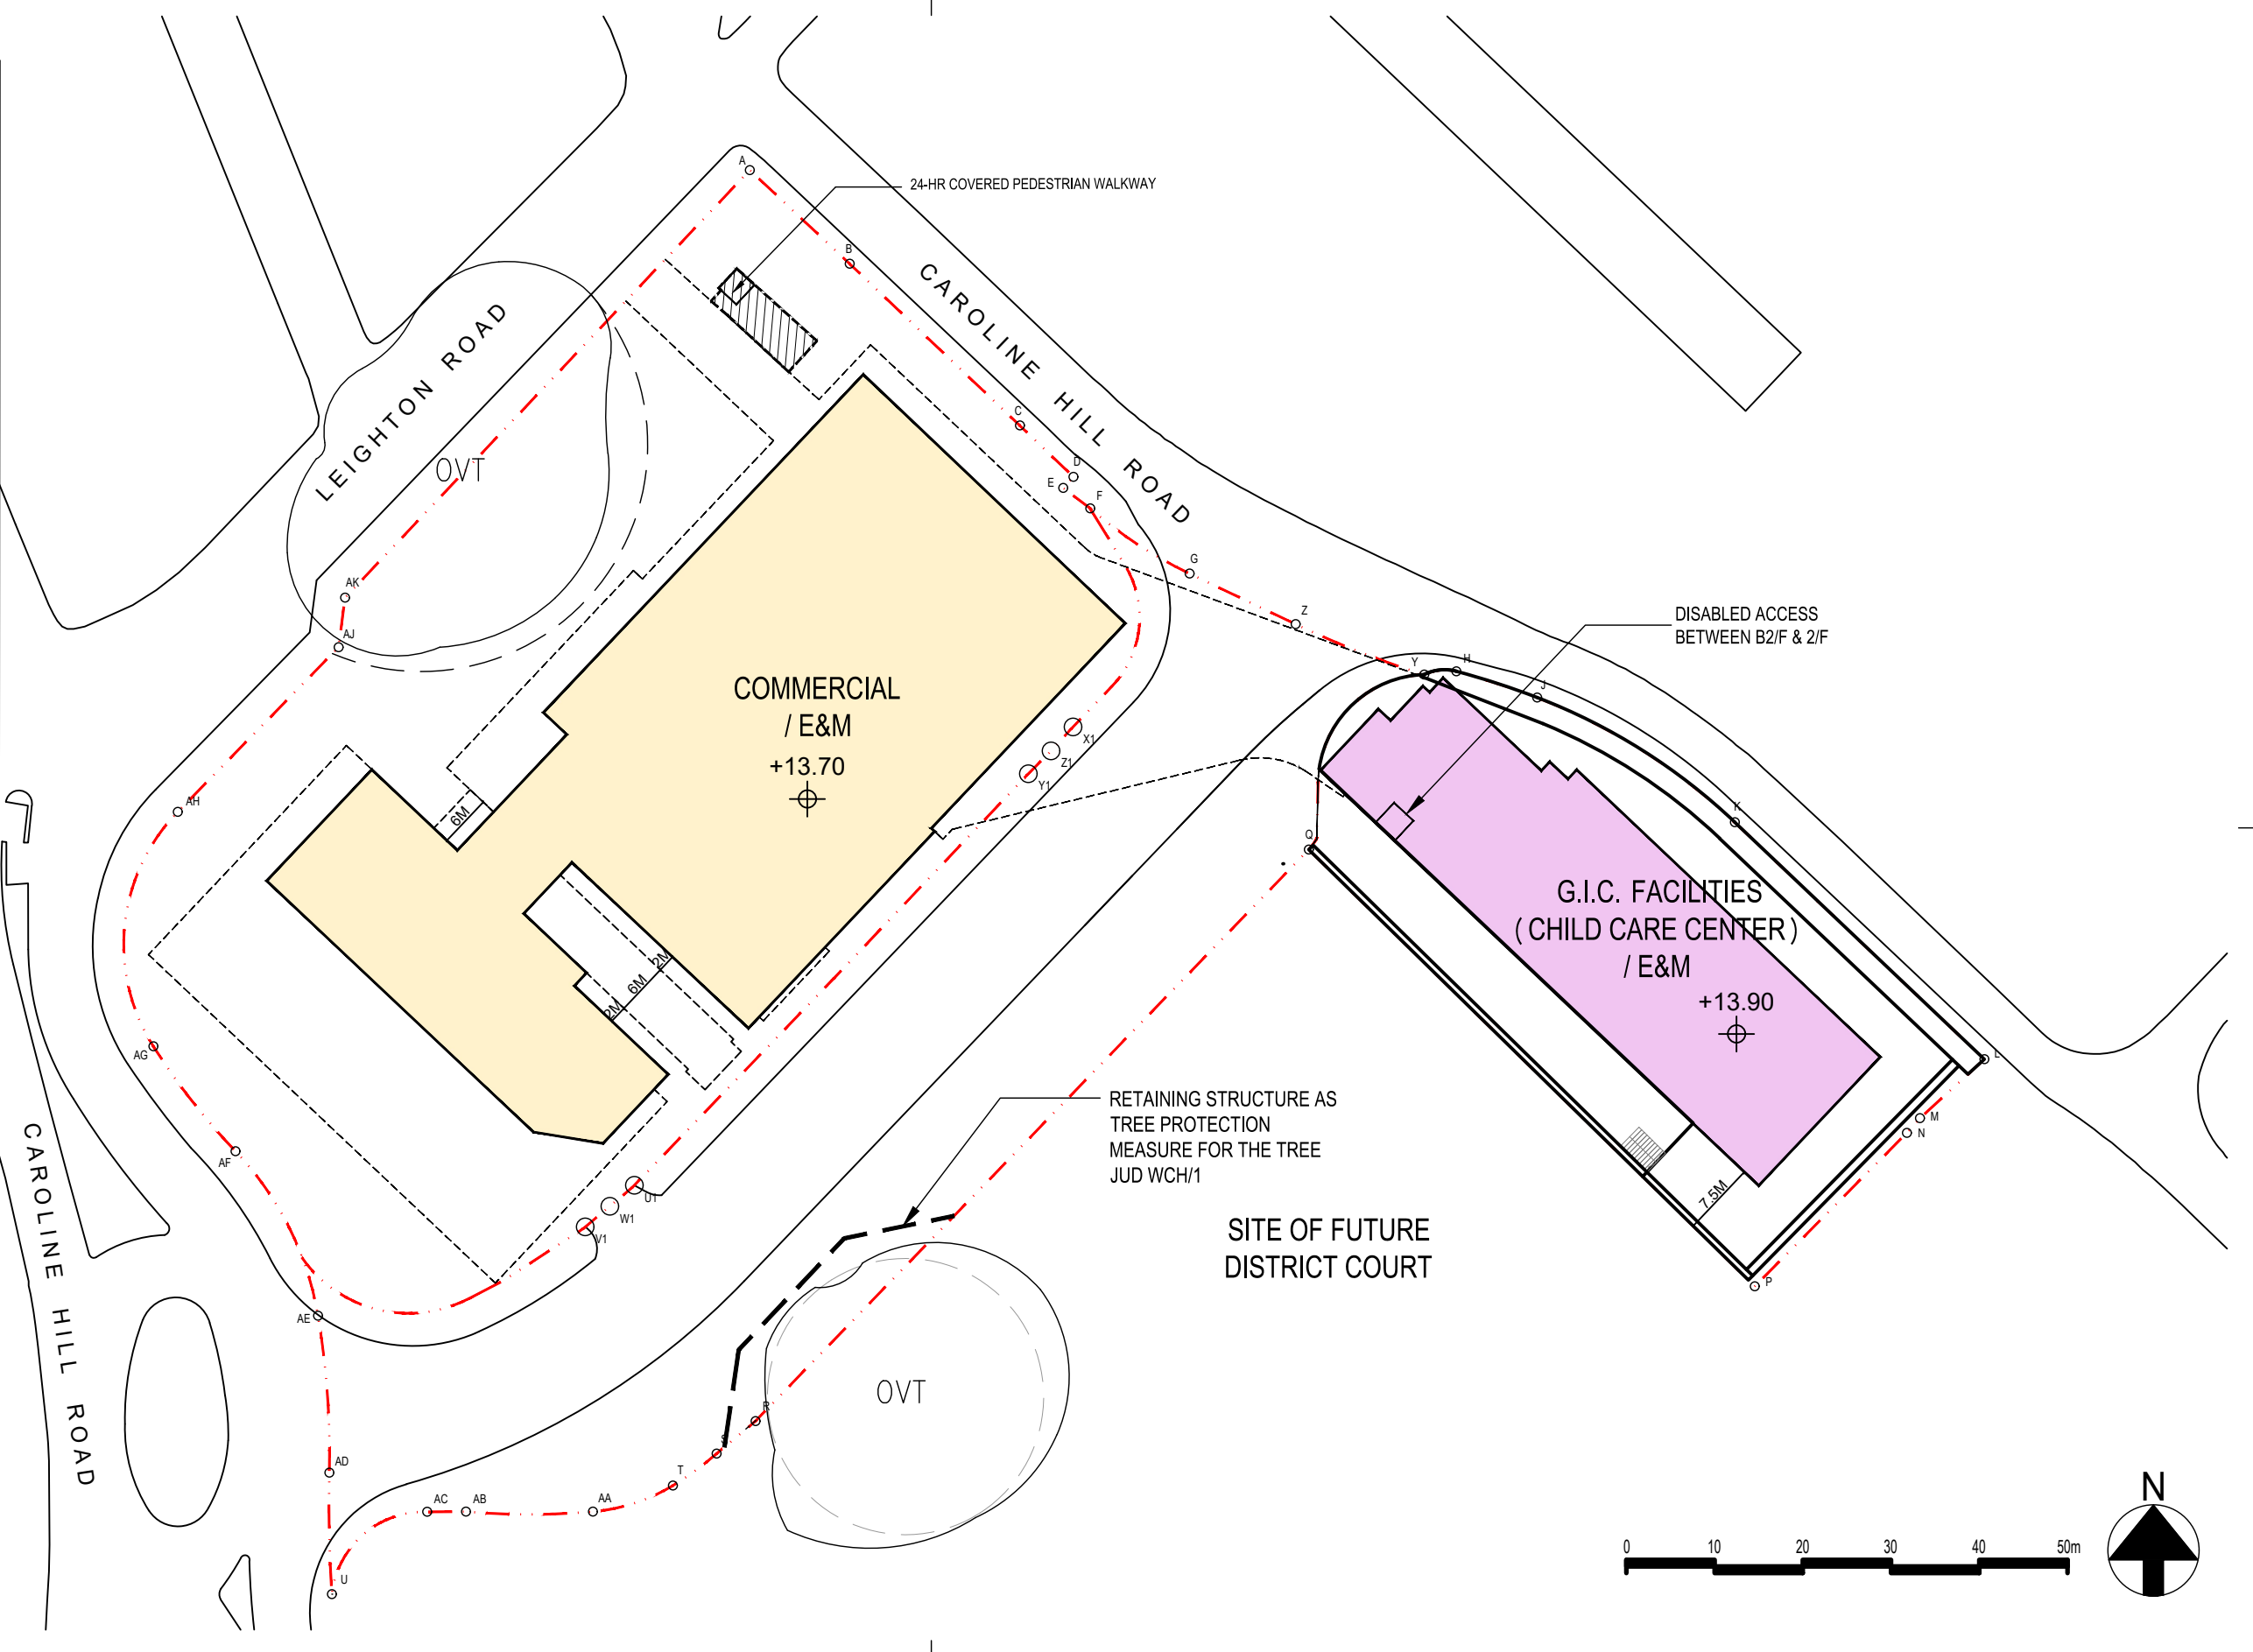 A
24-HR COVERED PEDESTRIAN WALKWAY
B
CAROLINE HILL ROAD
LEIGHTON ROAD
OVT
C
D
E
F
G
AK
AJ
Z
DISABLED ACCESS
BETWEEN B2/F & 2/F
Y
H
J
COMMERCIAL
/ E&M
+13.70
X1
Z1
Y1
AH
6M
K
Q
G.I.C. FACILITIES
( CHILD CARE CENTER )
/ E&M
+13.90
2M
6M
2M
AG
L
M
N
AF
RETAINING STRUCTURE AS
TREE PROTECTION
MEASURE FOR THE TREE
JUD WCH/1
7.5M
U1
W1
V1
SITE OF FUTURE
DISTRICT COURT
P
CAROLINE HILL ROAD
AE
OVT
R
S
T
AD
AC
AB
AA
U
N
0 10 20 30 40 50m